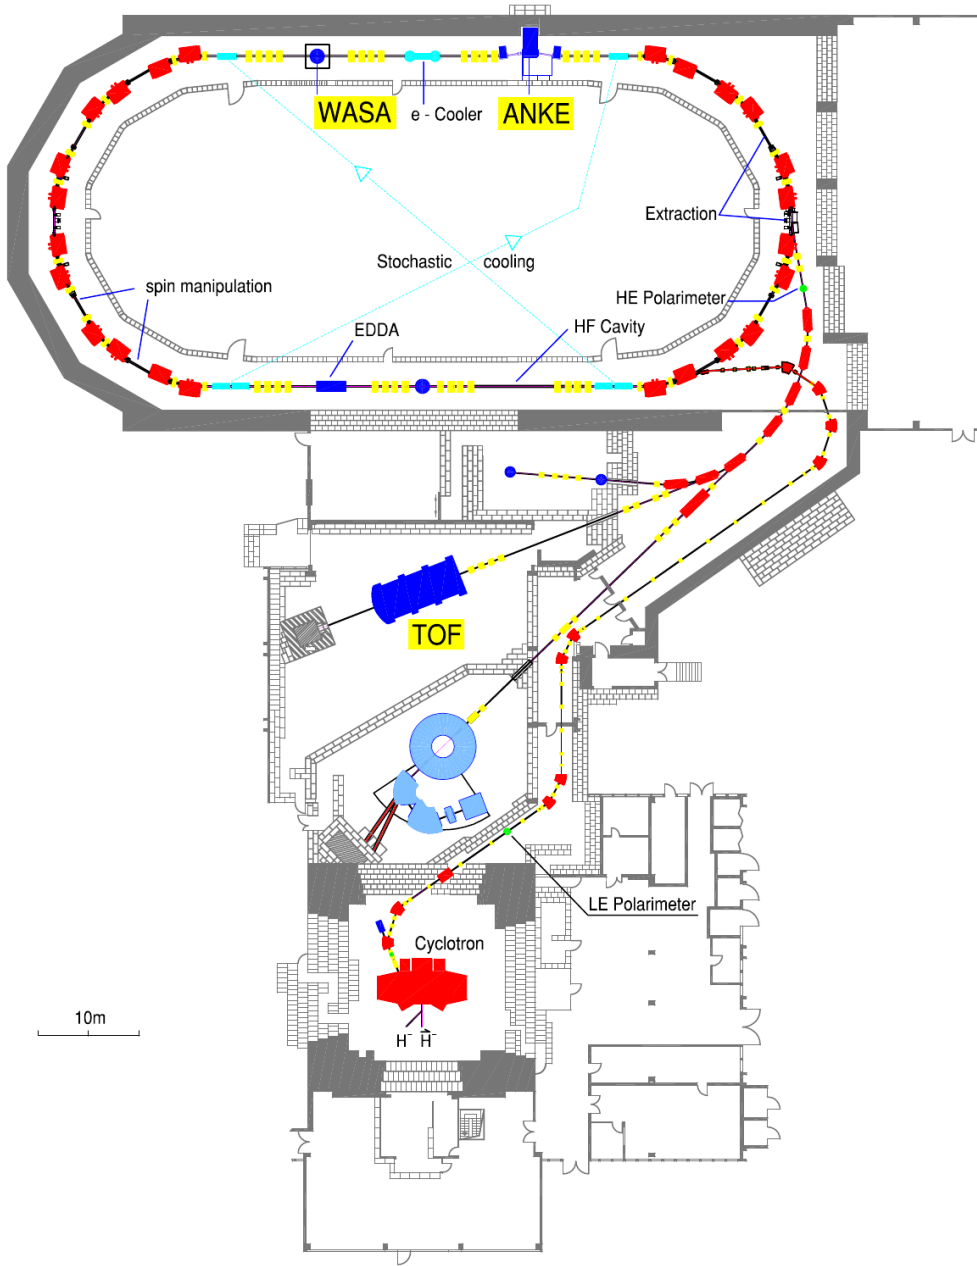 WASA
e - Cooler
ANKE
Extraction
Stochastic cooling
spin manipulation
HE Polarimeter
EDDA
HF Cavity
TOF
LE Polarimeter
Cyclotron
10m
H⁻ H⃗⁻